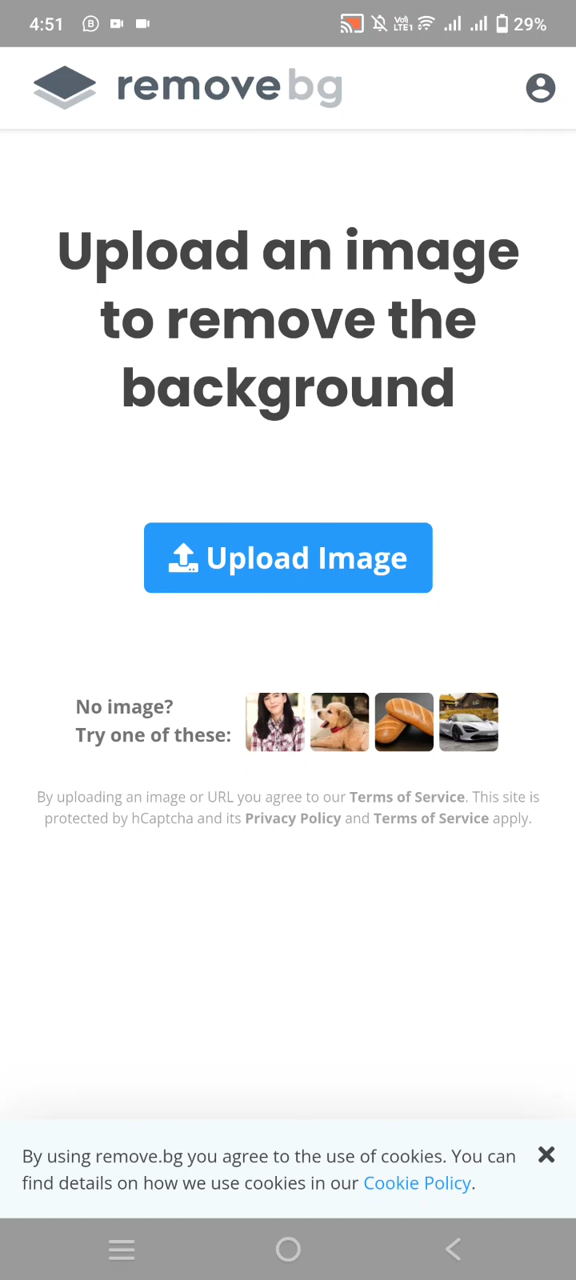 4:51
29%
removebg
Upload an image
to remove the
background
Upload Image
No image?
Try one of these:
By uploading an image or URL you agree to our Terms of Service. This site is
protected by hCaptcha and its Privacy Policy and Terms of Service apply.
By using remove.bg you agree to the use of cookies. You can
find details on how we use cookies in our Cookie Policy.